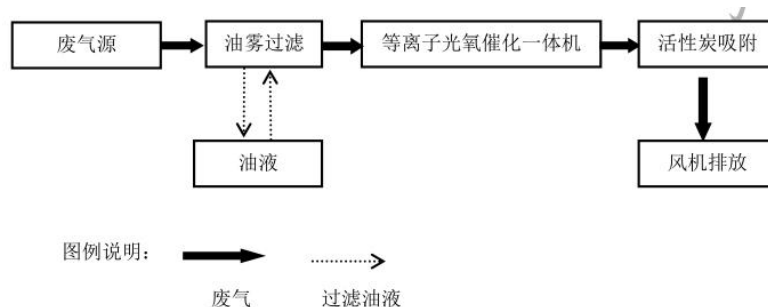 废气源
油雾过滤
等离子光氧催化一体机
活性炭吸附
油液
风机排放
图例说明：
废气
过滤油液